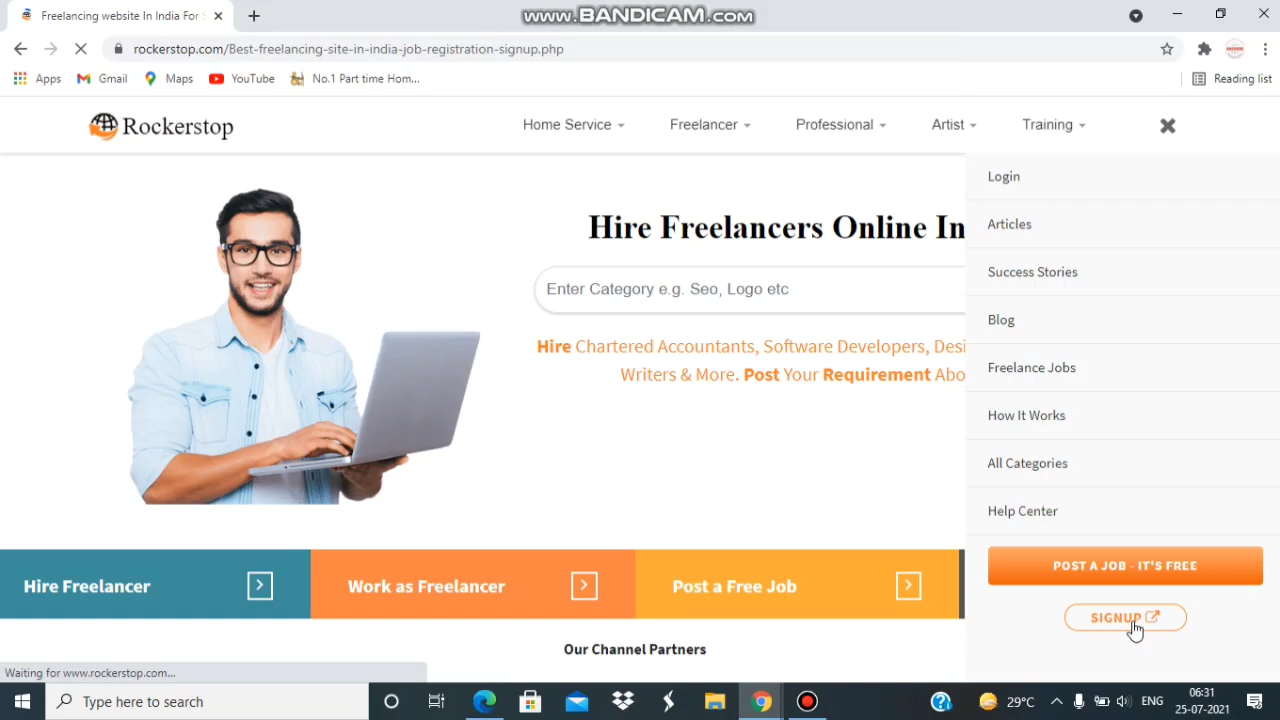 Freelancing website In India For S
www.BANDICAM.com
rockerstop.com/Best-freelancing-site-in-india-job-registration-signup.php
Apps Gmail Maps YouTube No.1 Part time Hom... Reading list
Rockerstop Home Service Freelancer Professional Artist Training
Login
Articles
Success Stories
Blog
Freelance Jobs
How It Works
All Categories
Help Center
POST A JOB - IT'S FREE
SIGNUP
Hire Freelancers Online In
Enter Category e.g. Seo, Logo etc
Hire Chartered Accountants, Software Developers, Desi
Writers & More. Post Your Requirement Abo
Hire Freelancer Work as Freelancer Post a Free Job
Our Channel Partners
Waiting for www.rockerstop.com...
Type here to search 29°C ENG 06:31
25-07-2021